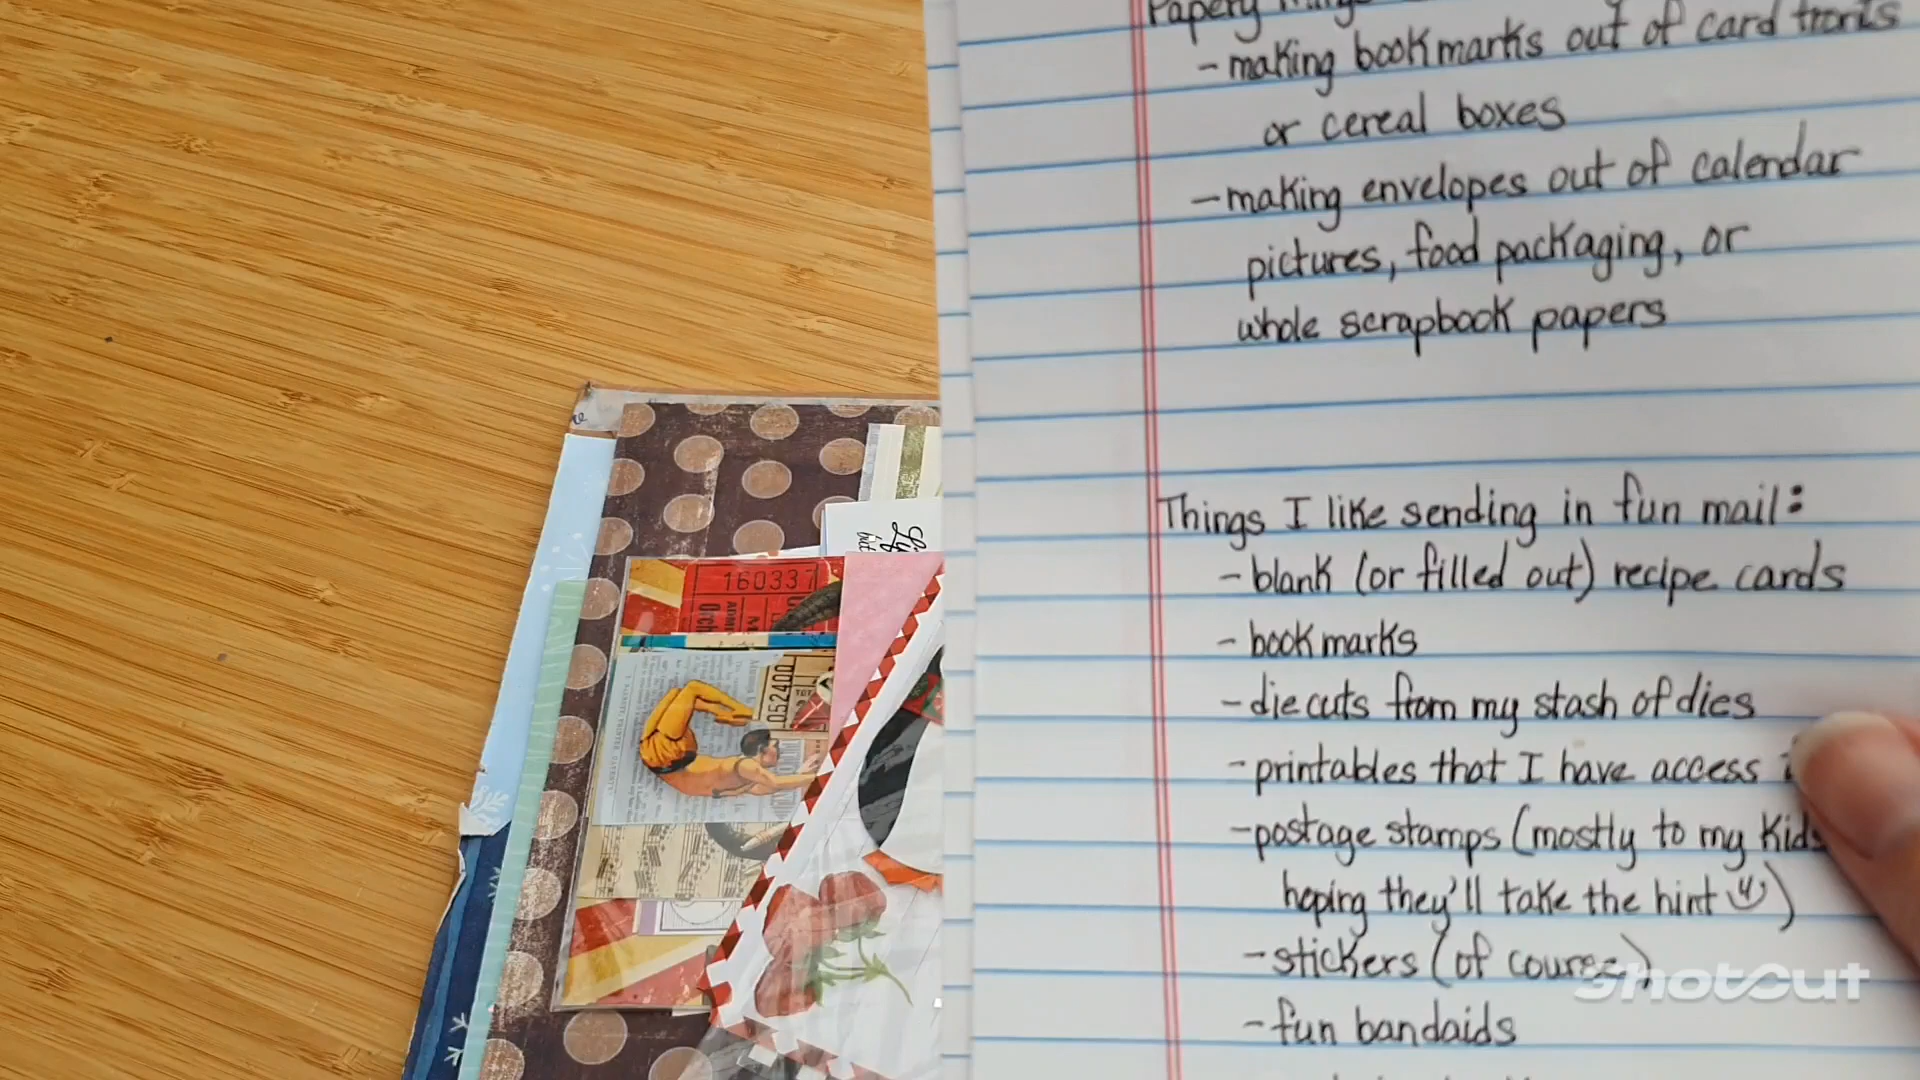 Papery
- making bookmarks out of card fronts
or cereal boxes
- making envelopes out of calendar
pictures, food packaging, or
whole scrapbook papers
Things I like sending in fun mail:
- blank (or filled out) recipe cards
- bookmarks
- die cuts from my stash of dies
- printables that I have access
- postage stamps (mostly to my kids
hoping they'll take the hint )
- stickers (of course)
- fun bandaids
160337
052400
shotcut